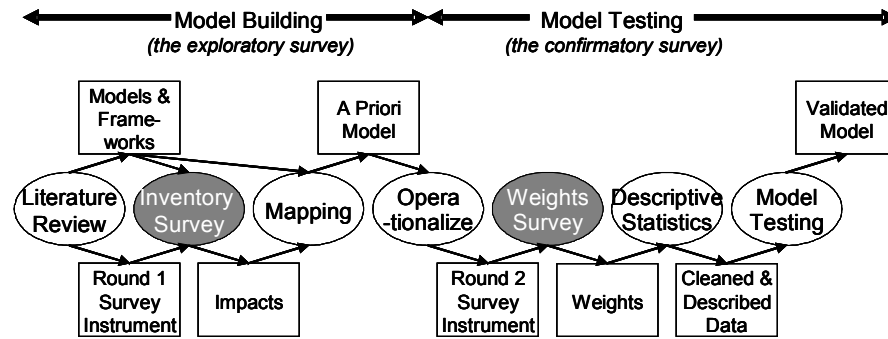 Model Building
(the exploratory survey)
Model Testing
(the confirmatory survey)
Models &
Frame-
works
A Priori
Model
Validated
Model
Literature
Review
Inventory
Survey
Mapping
Opera
-tionalize
Weights
Survey
Descriptive
Statistics
Model
Testing
Round 1
Survey
Instrument
Impacts
Round 2
Survey
Instrument
Weights
Cleaned &
Described
Data